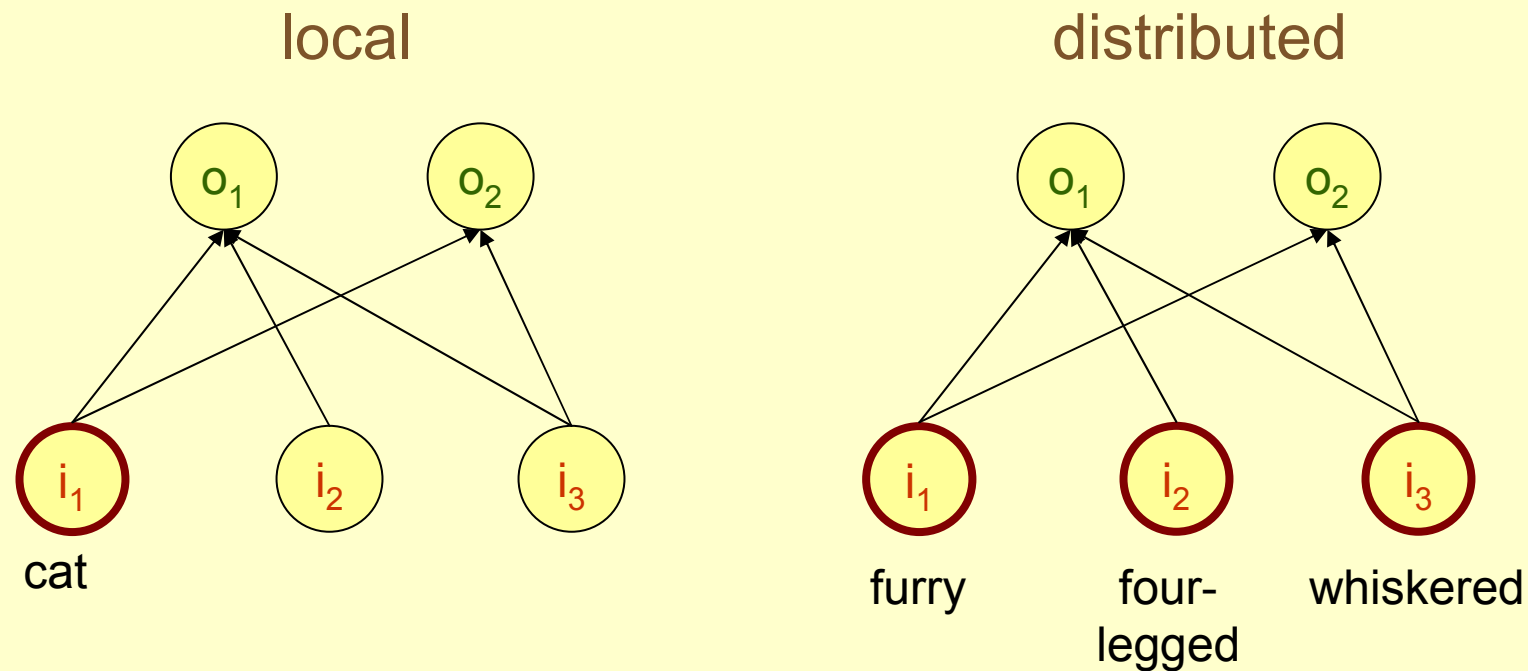 local
distributed
o₁ o₂ o₁ o₂
i₁ i₂ i₃ i₁ i₂ i₃
cat
furry four- whiskered
legged